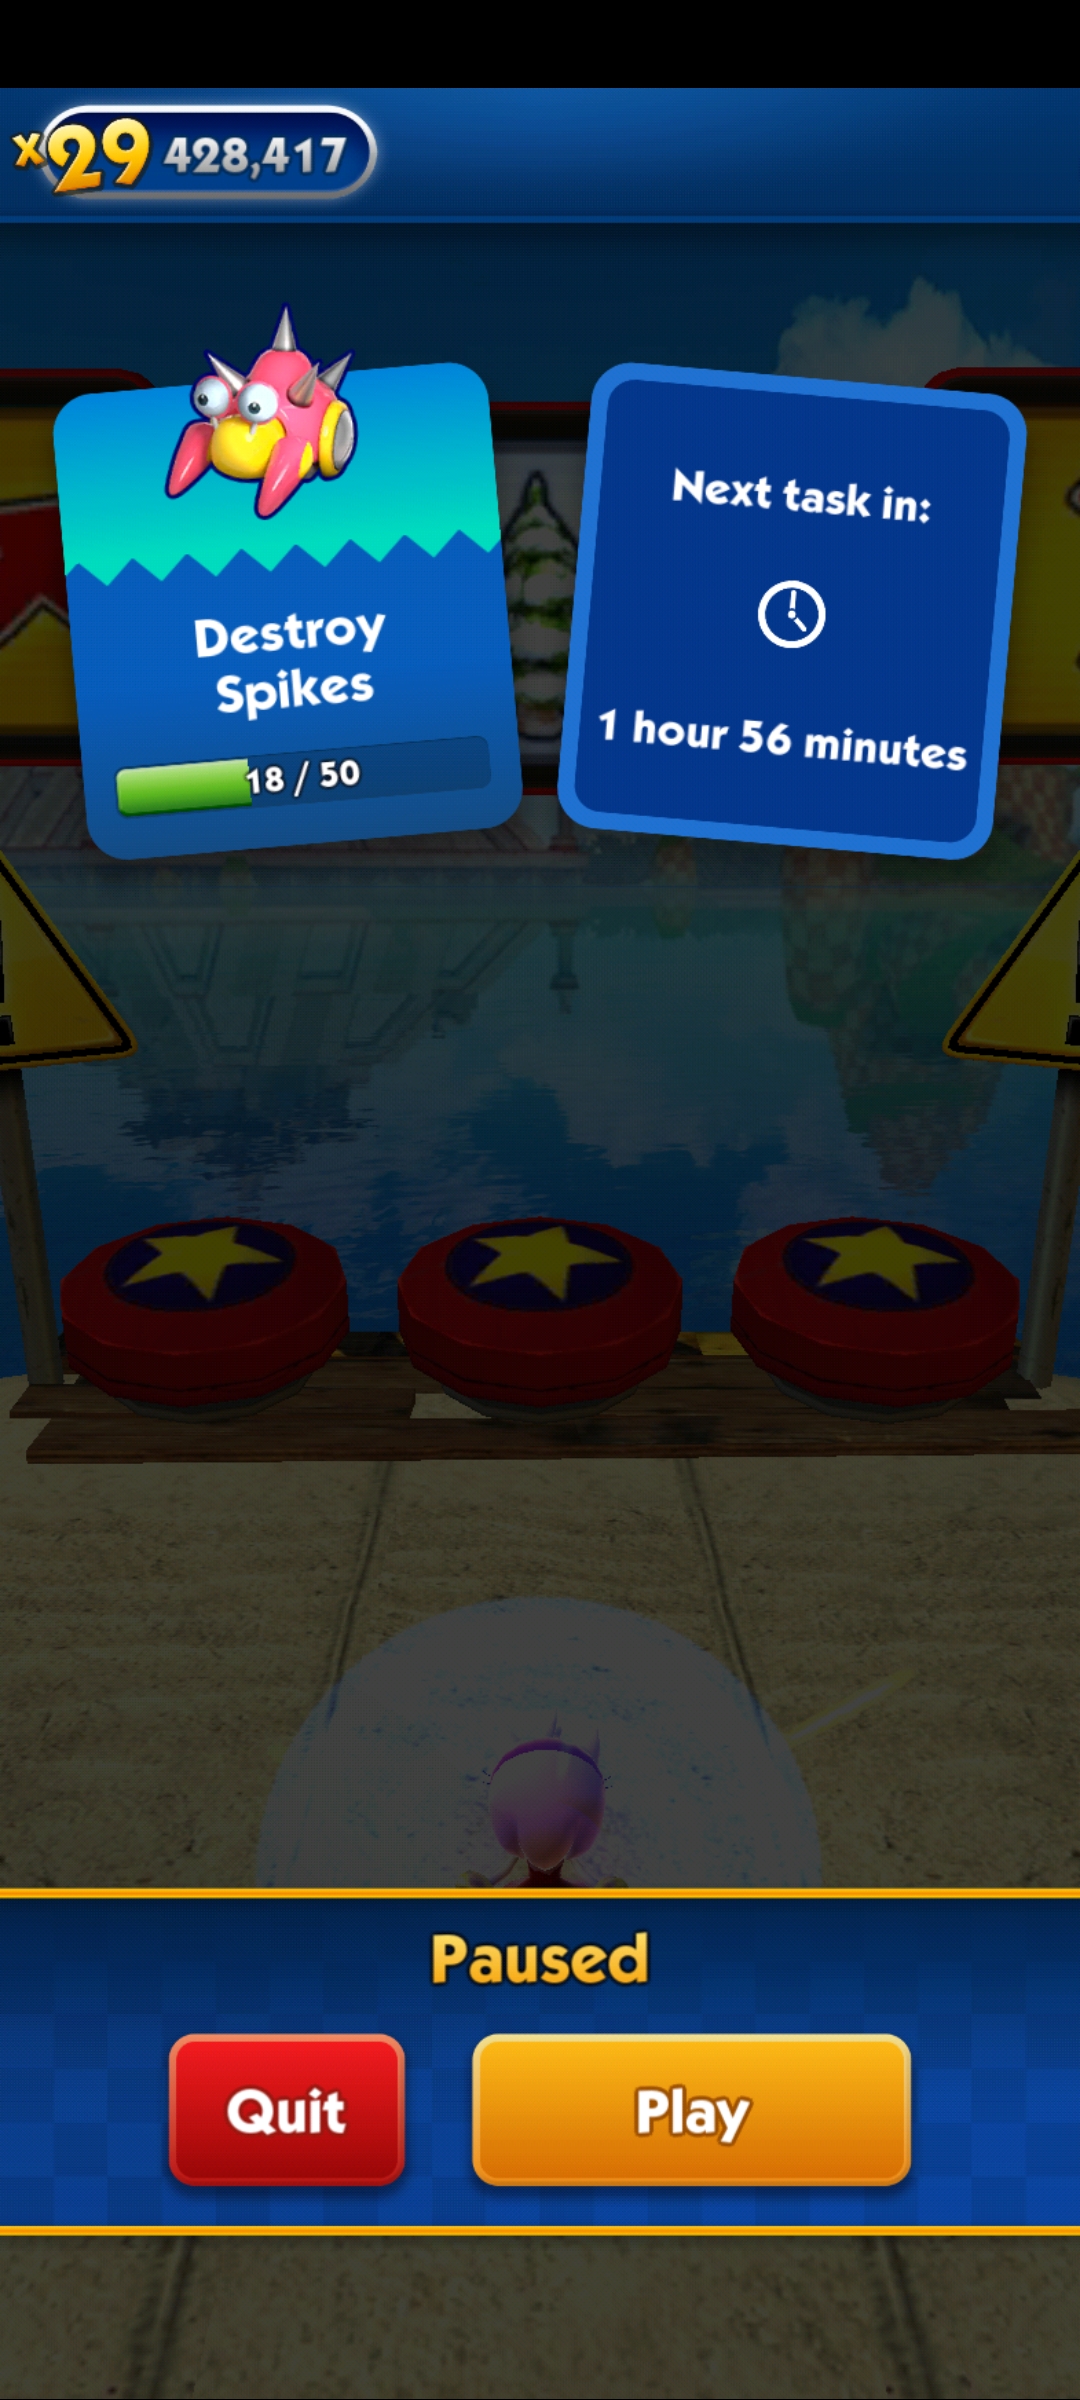 x29 428,417
Destroy
Spikes
18 / 50
Next task in:
1 hour 56 minutes
Paused
Quit
Play